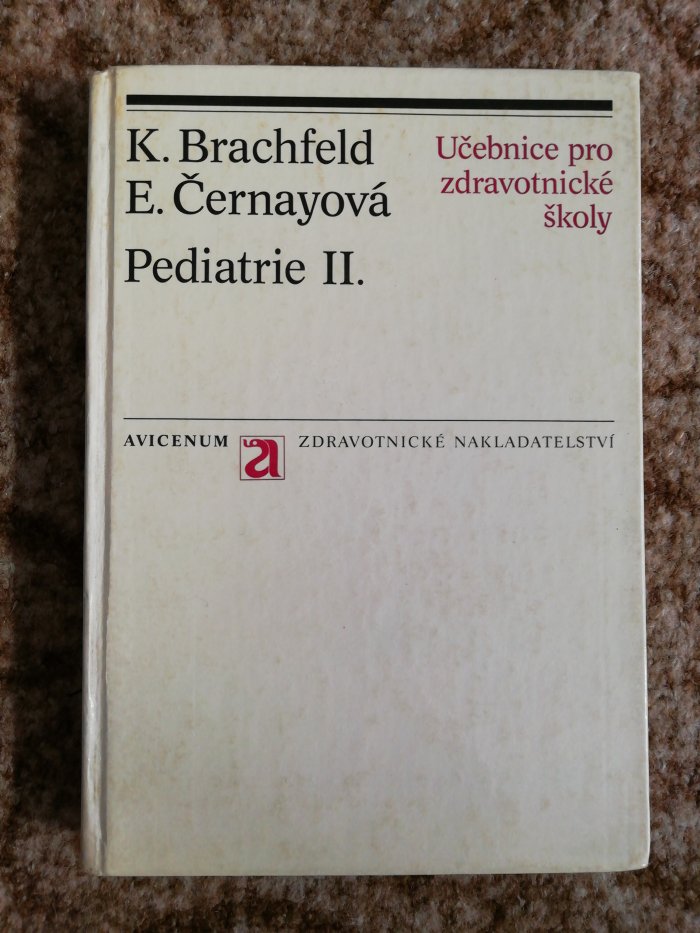 K. Brachfeld
E. Černayová
Pediatrie II.
Učebnice pro
zdravotnické
školy
AVICENUM a ZDRAVOTNICKÉ NAKLADATELSTVÍ